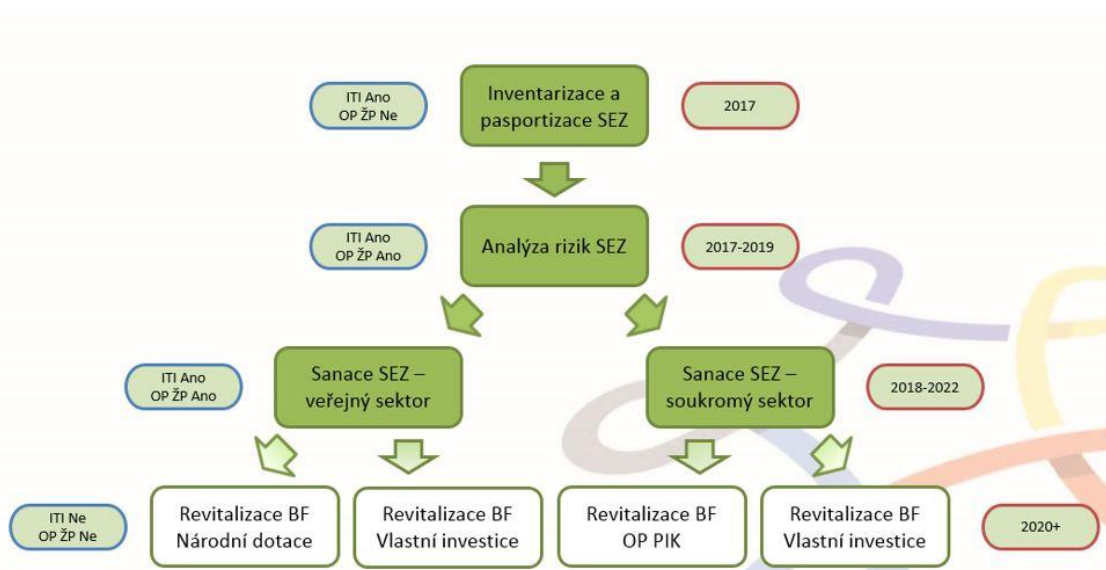 ITI Ano
OP ŽP Ne
Inventarizace a
pasportizace SEZ
2017
ITI Ano
OP ŽP Ano
Analýza rizik SEZ
2017-2019
ITI Ano
OP ŽP Ano
Sanace SEZ –
veřejný sektor
Sanace SEZ –
soukromý sektor
2018-2022
ITI Ne
OP ŽP Ne
Revitalizace BF
Národní dotace
Revitalizace BF
Vlastní investice
Revitalizace BF
OP PIK
Revitalizace BF
Vlastní investice
2020+